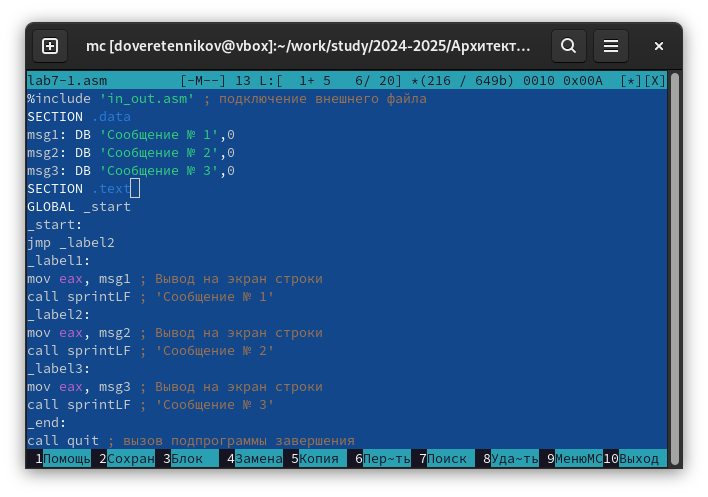 mc [doveretennikov@vbox]:~/work/study/2024-2025/Архитект…
lab7-1.asm [-M--] 13 L:[ 1+ 5 6/ 20] *(216 / 649b) 0010 0x00A [*][X]
%include 'in_out.asm' ; подключение внешнего файла
SECTION .data
msg1: DB 'Сообщение № 1',0
msg2: DB 'Сообщение № 2',0
msg3: DB 'Сообщение № 3',0
SECTION .text
GLOBAL _start
_start:
jmp _label2
_label1:
mov eax, msg1 ; Вывод на экран строки
call sprintLF ; 'Сообщение № 1'
_label2:
mov eax, msg2 ; Вывод на экран строки
call sprintLF ; 'Сообщение № 2'
_label3:
mov eax, msg3 ; Вывод на экран строки
call sprintLF ; 'Сообщение № 3'
_end:
call quit ; вызов подпрограммы завершения
1Помощь 2Сохран 3Блок 4Замена 5Копия 6Пер~ть 7Поиск 8Уда~ть 9МенюMC 10Выход